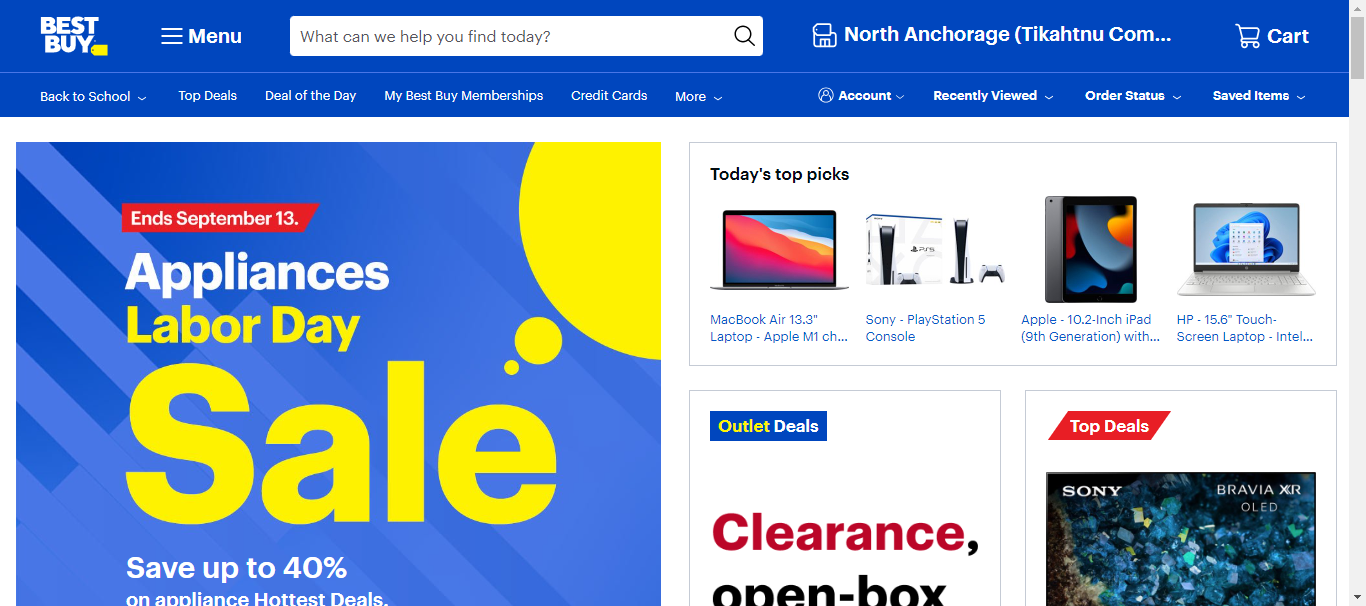 BEST
BUY
Menu
What can we help you find today?
North Anchorage (Tikahtnu Com...
Cart
Back to School
Top Deals
Deal of the Day
My Best Buy Memberships
Credit Cards
More
Account
Recently Viewed
Order Status
Saved Items
Ends September 13.
Appliances
Labor Day
Sale
Save up to 40%
on appliance Hottest Deals.
Today's top picks
PS5
MacBook Air 13.3"
Laptop - Apple M1 ch...
Sony - PlayStation 5
Console
Apple - 10.2-Inch iPad
(9th Generation) with...
HP - 15.6" Touch-
Screen Laptop - Intel...
Outlet Deals
Clearance,
open-box
Top Deals
SONY
BRAVIA XR
OLED